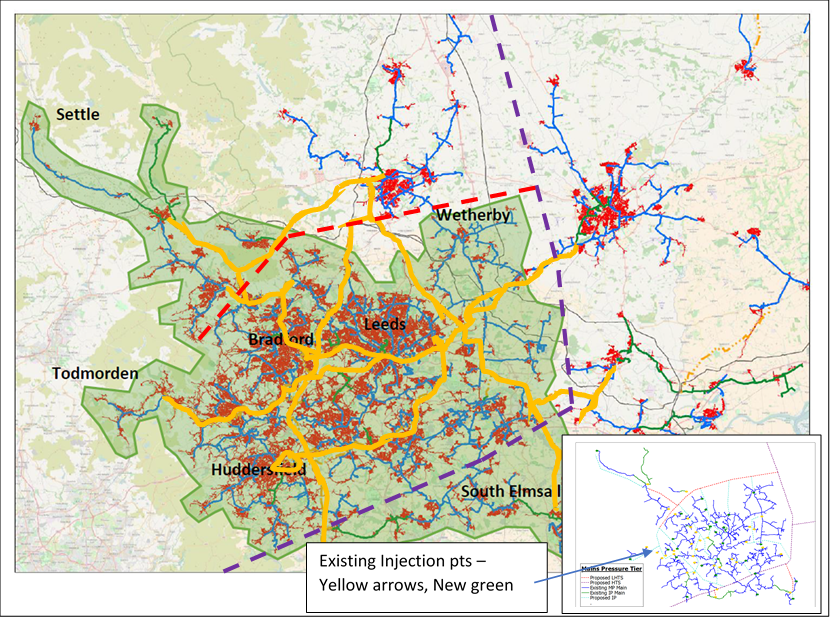 Settle
Wetherby
Leeds
Bradford
Todmorden
Huddersfield
South Elmsal
Existing Injection pts –
Yellow arrows, New green
Mains Pressure Tier
Proposed LHTS
Proposed HTS
Existing MP Main
Existing IP Main
Proposed IP